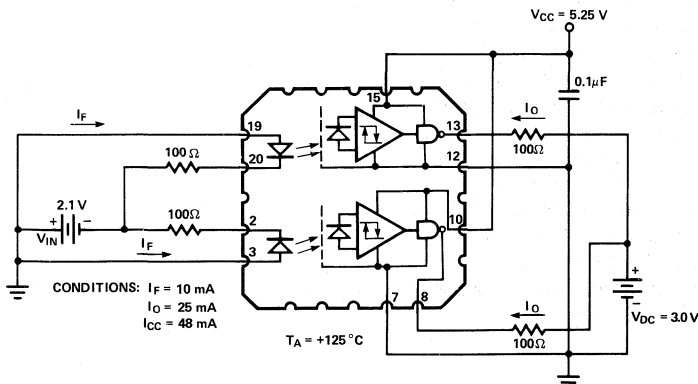 V_CC = 5.25 V
0.1μF
I_F
15
I_O
19
13
100Ω
100 Ω
20
12
2.1 V
+ −
V_IN
100Ω
2
10
I_F
3
+
−
V_DC = 3.0 V
CONDITIONS: I_F = 10 mA
I_O = 25 mA
I_CC = 48 mA
7
8
I_O
100Ω
T_A = +125°C